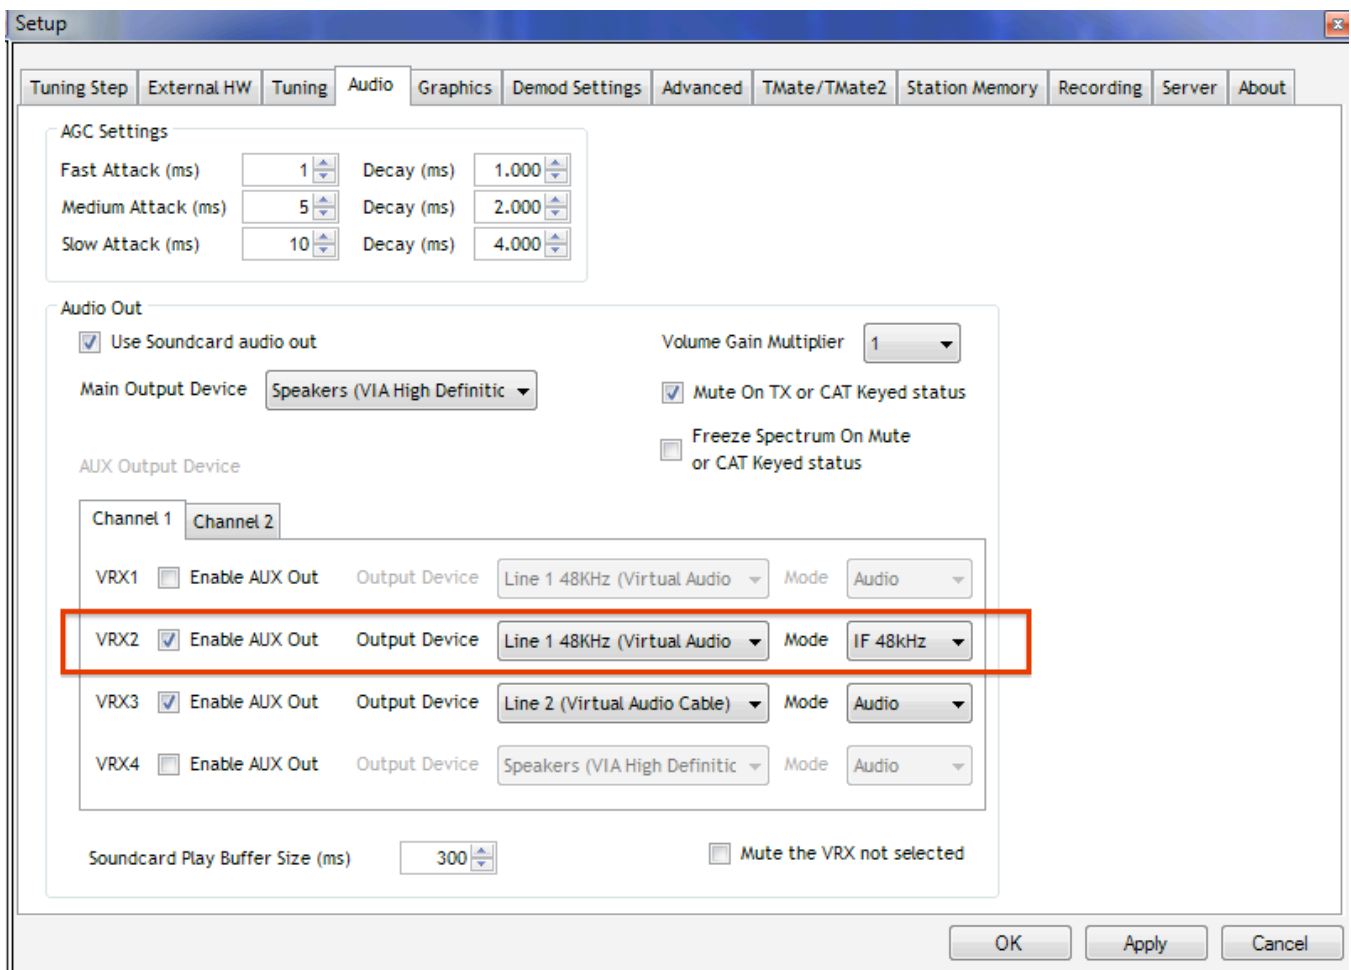 Setup
Tuning Step External HW Tuning Audio Graphics Demod Settings Advanced TMate/TMate2 Station Memory Recording Server About
AGC Settings
Fast Attack (ms) 1 Decay (ms) 1.000
Medium Attack (ms) 5 Decay (ms) 2.000
Slow Attack (ms) 10 Decay (ms) 4.000
Audio Out
Use Soundcard audio out
Volume Gain Multiplier 1
Main Output Device Speakers (VIA High Definitic
Mute On TX or CAT Keyed status
Freeze Spectrum On Mute
or CAT Keyed status
AUX Output Device
Channel 1 Channel 2
VRX1 Enable AUX Out Output Device Line 1 48KHz (Virtual Audio Mode Audio
VRX2 Enable AUX Out Output Device Line 1 48KHz (Virtual Audio Mode IF 48kHz
VRX3 Enable AUX Out Output Device Line 2 (Virtual Audio Cable) Mode Audio
VRX4 Enable AUX Out Output Device Speakers (VIA High Definitic Mode Audio
Soundcard Play Buffer Size (ms) 300 Mute the VRX not selected
OK Apply Cancel